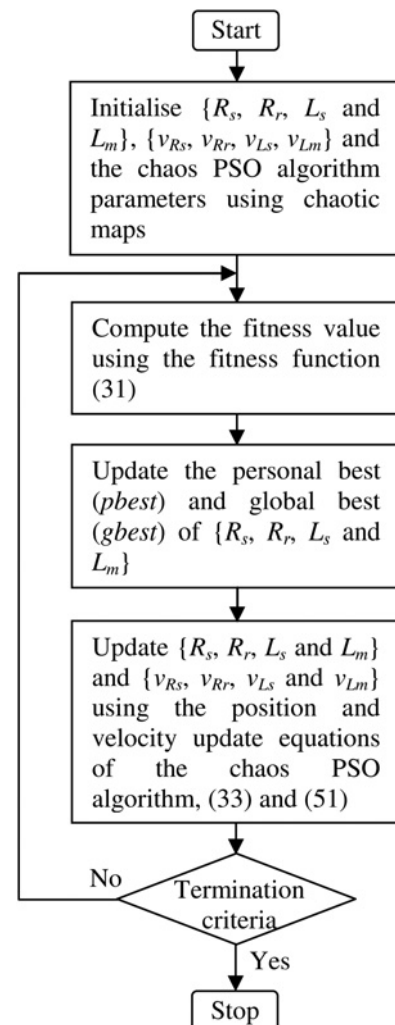 Start
Initialise {Rs, Rr, Ls and
Lm}, {vRs, vRr, vLs, vLm} and
the chaos PSO algorithm
parameters using chaotic
maps
Compute the fitness value
using the fitness function
(31)
Update the personal best
(pbest) and global best
(gbest) of {Rs, Rr, Ls and
Lm}
Update {Rs, Rr, Ls and Lm}
and {vRs, vRr, vLs and vLm}
using the position and
velocity update equations
of the chaos PSO
algorithm, (33) and (51)
No
Termination
criteria
Yes
Stop